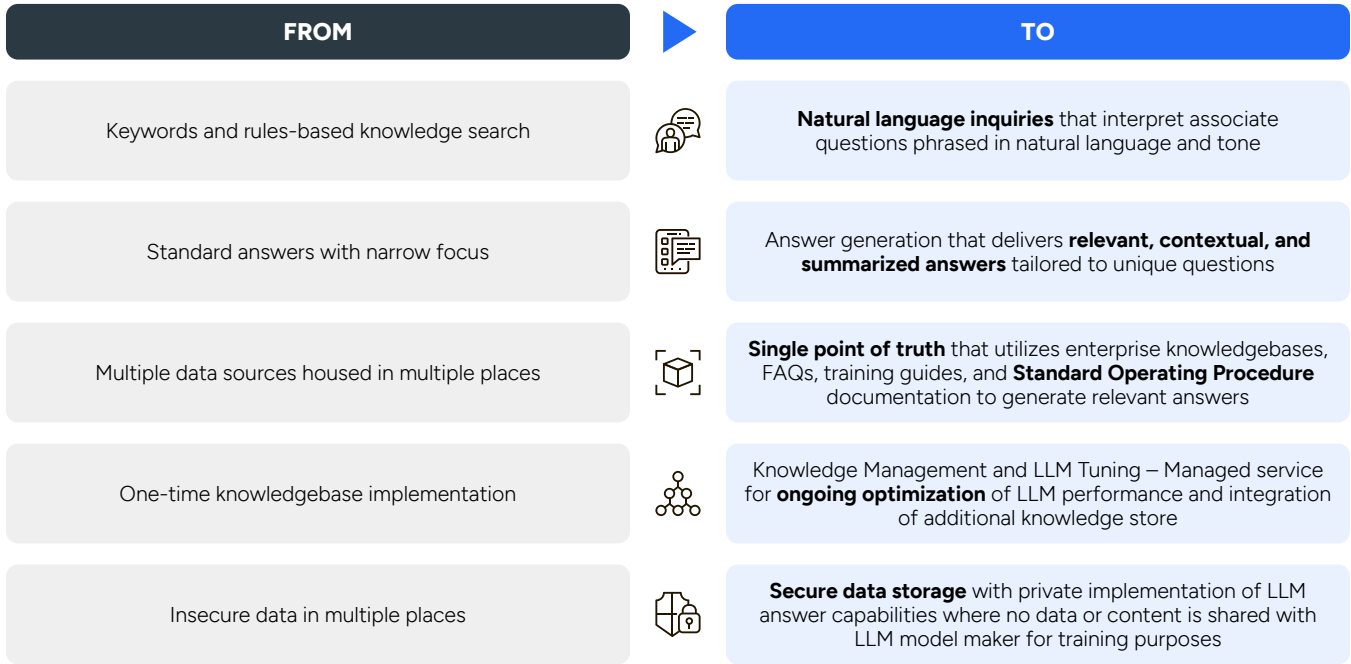 FROM
TO
Keywords and rules-based knowledge search
Natural language inquiries that interpret associate
questions phrased in natural language and tone
Standard answers with narrow focus
Answer generation that delivers relevant, contextual, and
summarized answers tailored to unique questions
Multiple data sources housed in multiple places
Single point of truth that utilizes enterprise knowledgebases,
FAQs, training guides, and Standard Operating Procedure
documentation to generate relevant answers
One-time knowledgebase implementation
Knowledge Management and LLM Tuning – Managed service
for ongoing optimization of LLM performance and integration
of additional knowledge store
Insecure data in multiple places
Secure data storage with private implementation of LLM
answer capabilities where no data or content is shared with
LLM model maker for training purposes